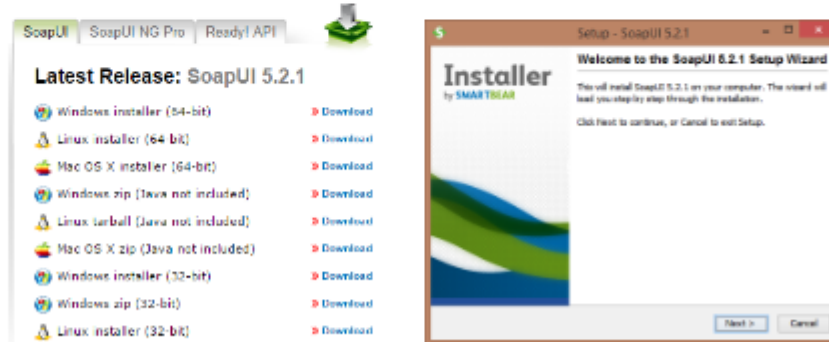 SoapUI SoapUI NG Pro Ready! API
Latest Release: SoapUI 5.2.1
Windows installer (64-bit) » Download
Linux installer (64-bit) » Download
Mac OS X installer (64-bit) » Download
Windows zip (Java not included) » Download
Linux tarball (Java not included) » Download
Mac OS X zip (Java not included) » Download
Windows installer (32-bit) » Download
Windows zip (32-bit) » Download
Linux installer (32-bit) » Download
S Setup - SoapUI 5.2.1
Welcome to the SoapUI 5.2.1 Setup Wizard
Installer
by SMARTBEAR
This will install SoapUI 5.2.1 on your computer. The wizard will
lead you step by step through the installation.
Click Next to continue, or Cancel to exit Setup.
Next > Cancel